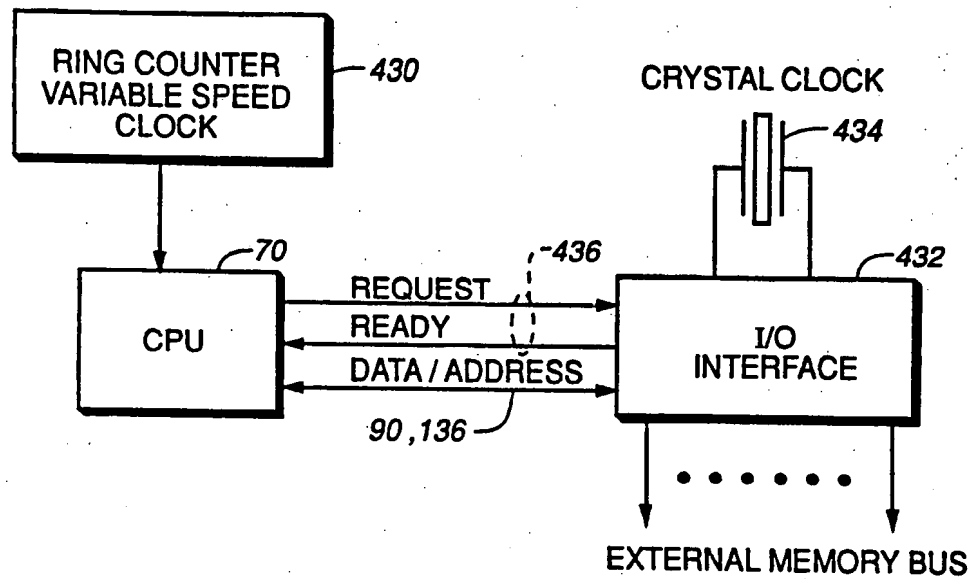 RING COUNTER
VARIABLE SPEED
CLOCK
430
CRYSTAL CLOCK
434
70
436
432
CPU
REQUEST
READY
DATA / ADDRESS
90,136
I/O
INTERFACE
EXTERNAL MEMORY BUS